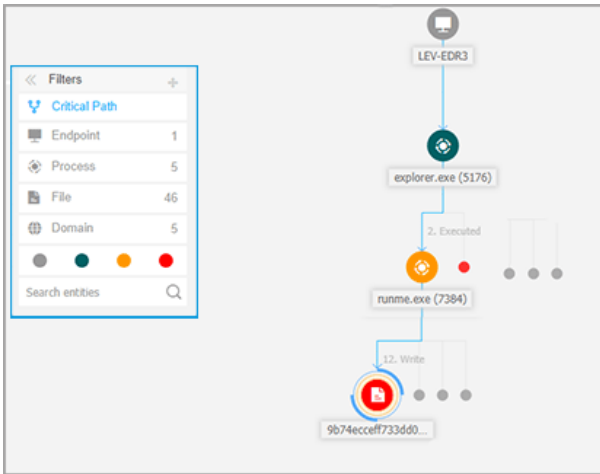 LEV-EDR3
Filters
Critical Path
Endpoint 1
Process 5
explorer.exe (5176)
File 46
Domain 5
2. Executed
Search entities
runme.exe (7384)
12. Write
9b74ecceff733dd0...